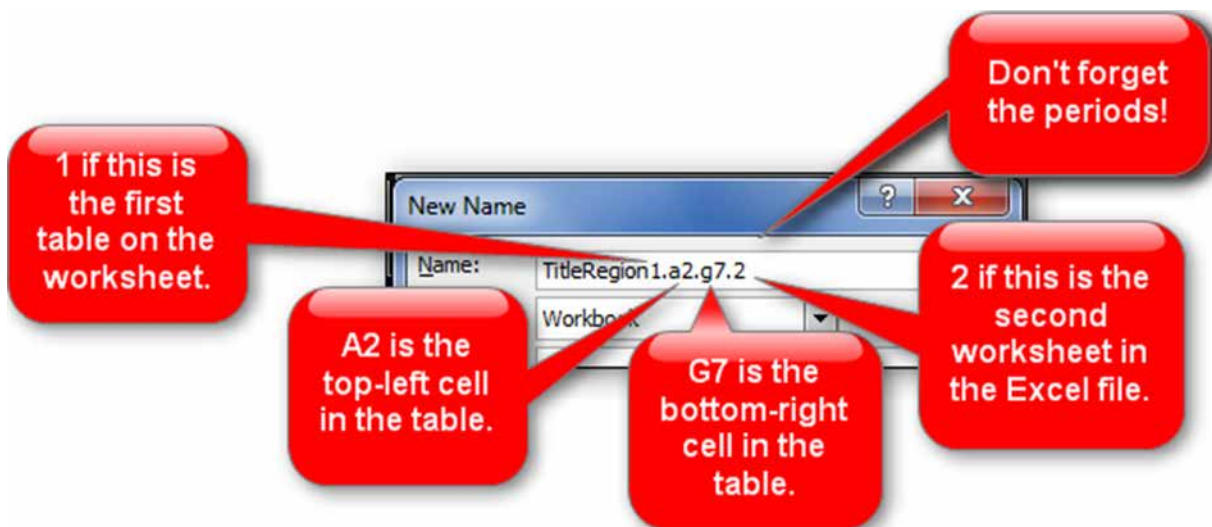 Don't forget
the periods!
1 if this is
the first
table on the
worksheet.
New Name
?
x
Name:
TitleRegion1.a2.g7.2
2 if this is the
second
worksheet in
the Excel file.
A2 is the
top-left cell
in the table.
G7 is the
bottom-right
cell in the
table.